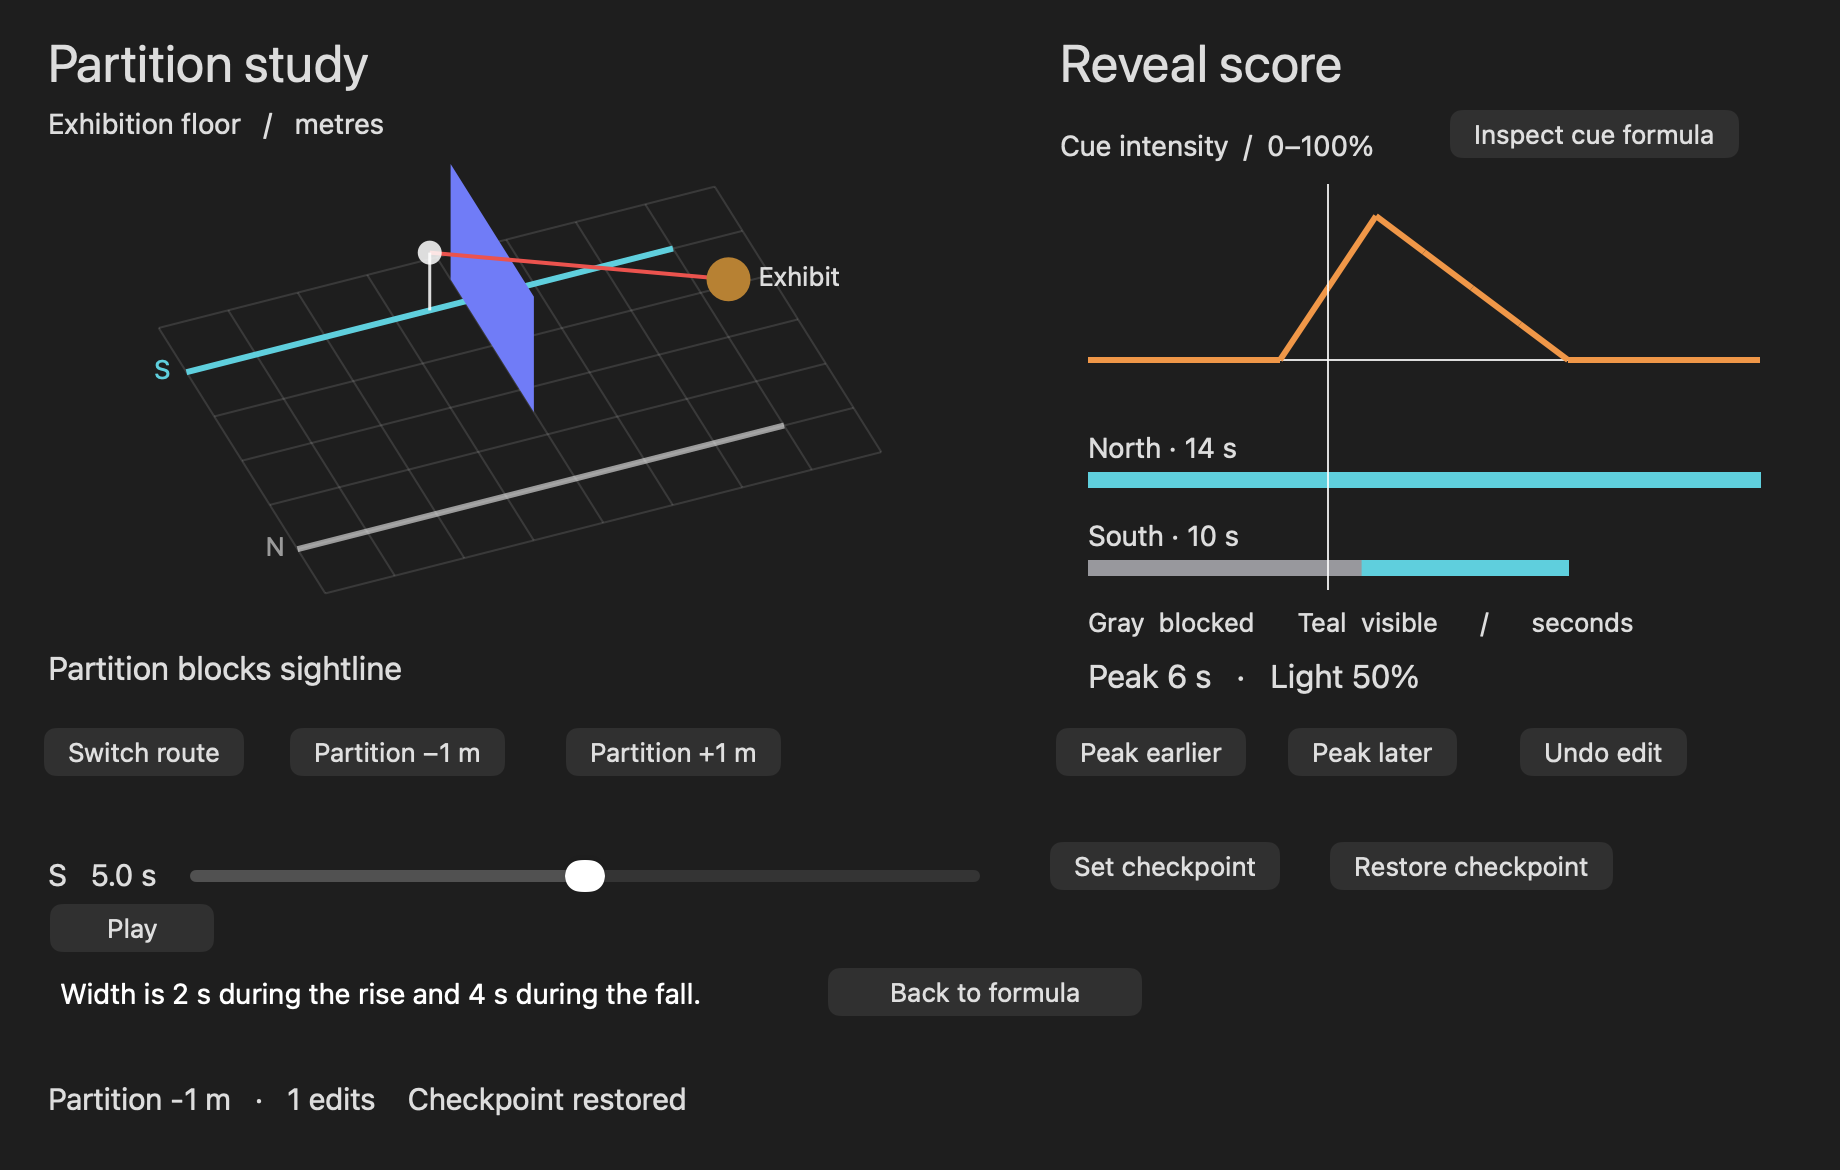 Partition study
Exhibition floor / metres
Exhibit
S
N
Partition blocks sightline
Switch route
Partition –1 m
Partition +1 m
S 5.0 s
Play
Width is 2 s during the rise and 4 s during the fall.
Back to formula
Partition -1 m · 1 edits Checkpoint restored
Reveal score
Cue intensity / 0–100%
Inspect cue formula
North · 14 s
South · 10 s
Gray blocked Teal visible / seconds
Peak 6 s · Light 50%
Peak earlier
Peak later
Undo edit
Set checkpoint
Restore checkpoint